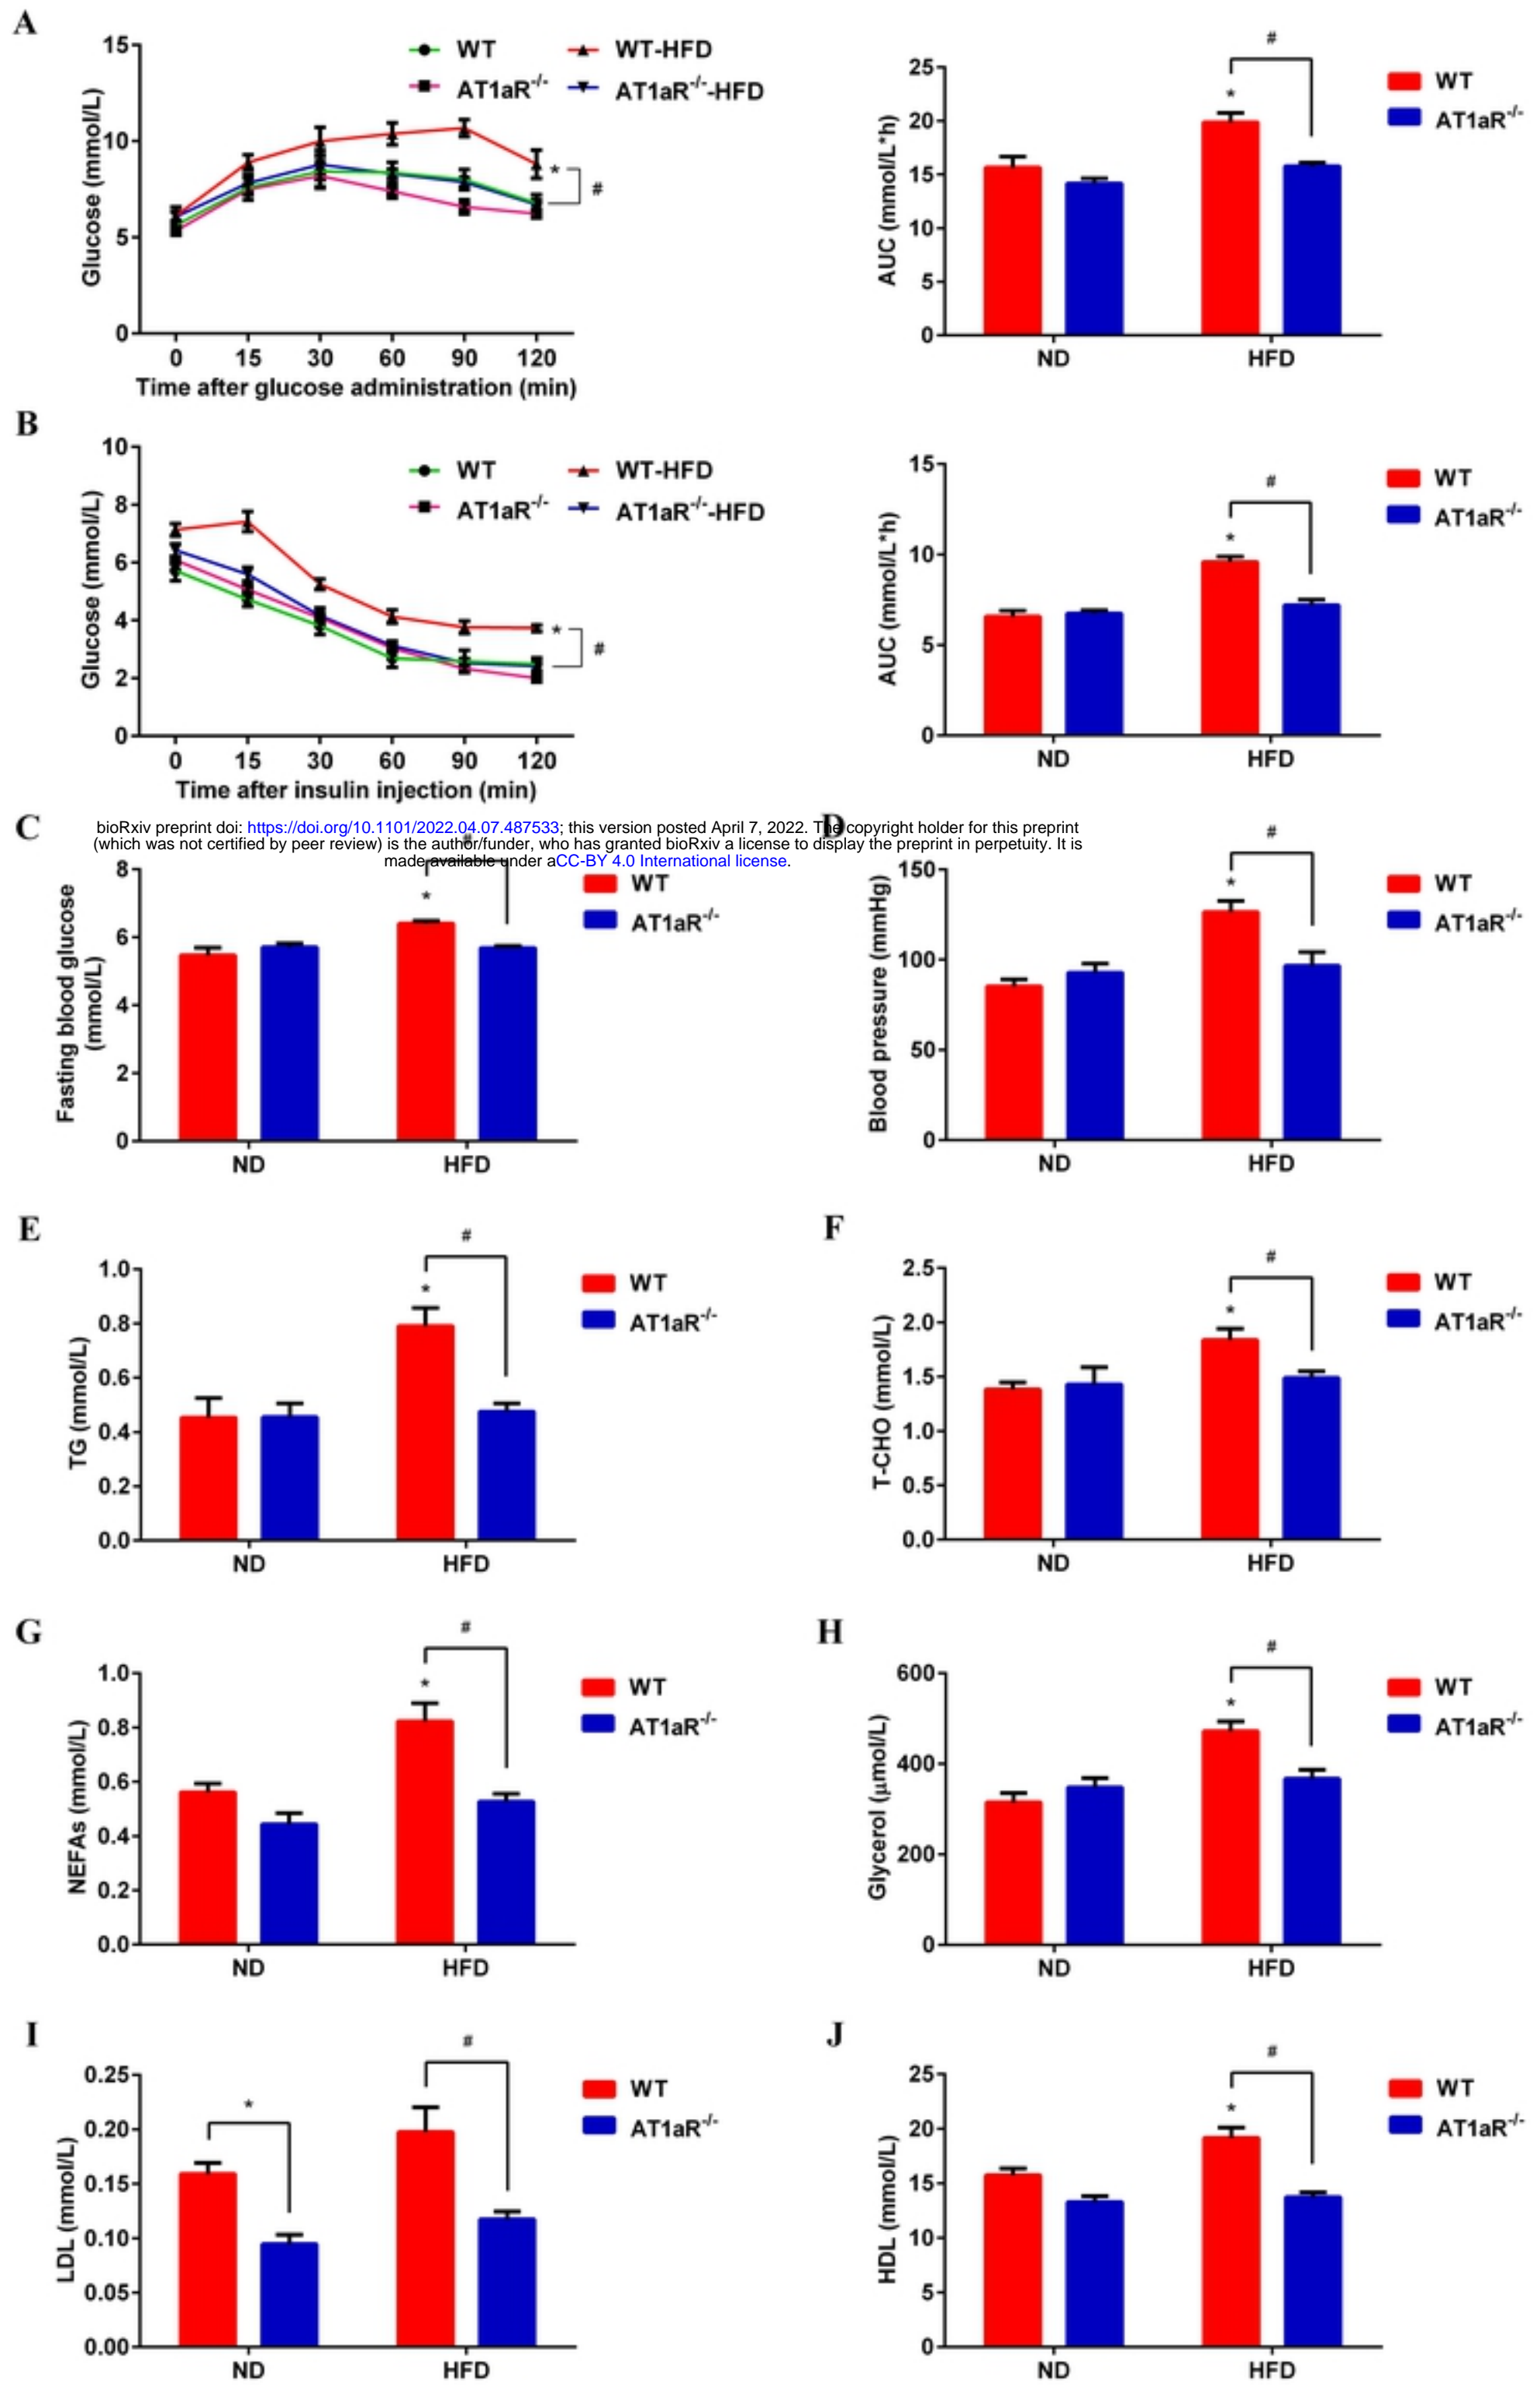 A
15
10
5
0
Glucose (mmol/L)
WT
WT-HFD
AT1aR-/-
AT1aR-/--HFD
*
#
0 15 30 60 90 120
Time after glucose administration (min)
25
20
15
10
5
0
AUC (mmol/L*h)
#
*
WT
AT1aR-/-
ND HFD
B
10
8
6
4
2
0
Glucose (mmol/L)
WT
WT-HFD
AT1aR-/-
AT1aR-/--HFD
*
#
0 15 30 60 90 120
Time after insulin injection (min)
15
10
5
0
AUC (mmol/L*h)
#
*
WT
AT1aR-/-
ND HFD
bioRxiv preprint doi: https://doi.org/10.1101/2022.04.07.487533; this version posted April 7, 2022. The copyright holder for this preprint
(which was not certified by peer review) is the author/funder, who has granted bioRxiv a license to display the preprint in perpetuity. It is
made available under aCC-BY 4.0 International license.
C
8
6
4
2
0
Fasting blood glucose
(mmol/L)
#
*
WT
AT1aR-/-
ND HFD
D
150
100
50
0
Blood pressure (mmHg)
#
*
WT
AT1aR-/-
ND HFD
E
1.0
0.8
0.6
0.4
0.2
0.0
TG (mmol/L)
#
*
WT
AT1aR-/-
ND HFD
F
2.5
2.0
1.5
1.0
0.5
0.0
T-CHO (mmol/L)
#
*
WT
AT1aR-/-
ND HFD
G
1.0
0.8
0.6
0.4
0.2
0.0
NEFAs (mmol/L)
#
*
WT
AT1aR-/-
ND HFD
H
600
400
200
0
Glycerol (μmol/L)
#
*
WT
AT1aR-/-
ND HFD
I
0.25
0.20
0.15
0.10
0.05
0.00
LDL (mmol/L)
*
#
WT
AT1aR-/-
ND HFD
J
25
20
15
10
5
0
HDL (mmol/L)
#
*
WT
AT1aR-/-
ND HFD